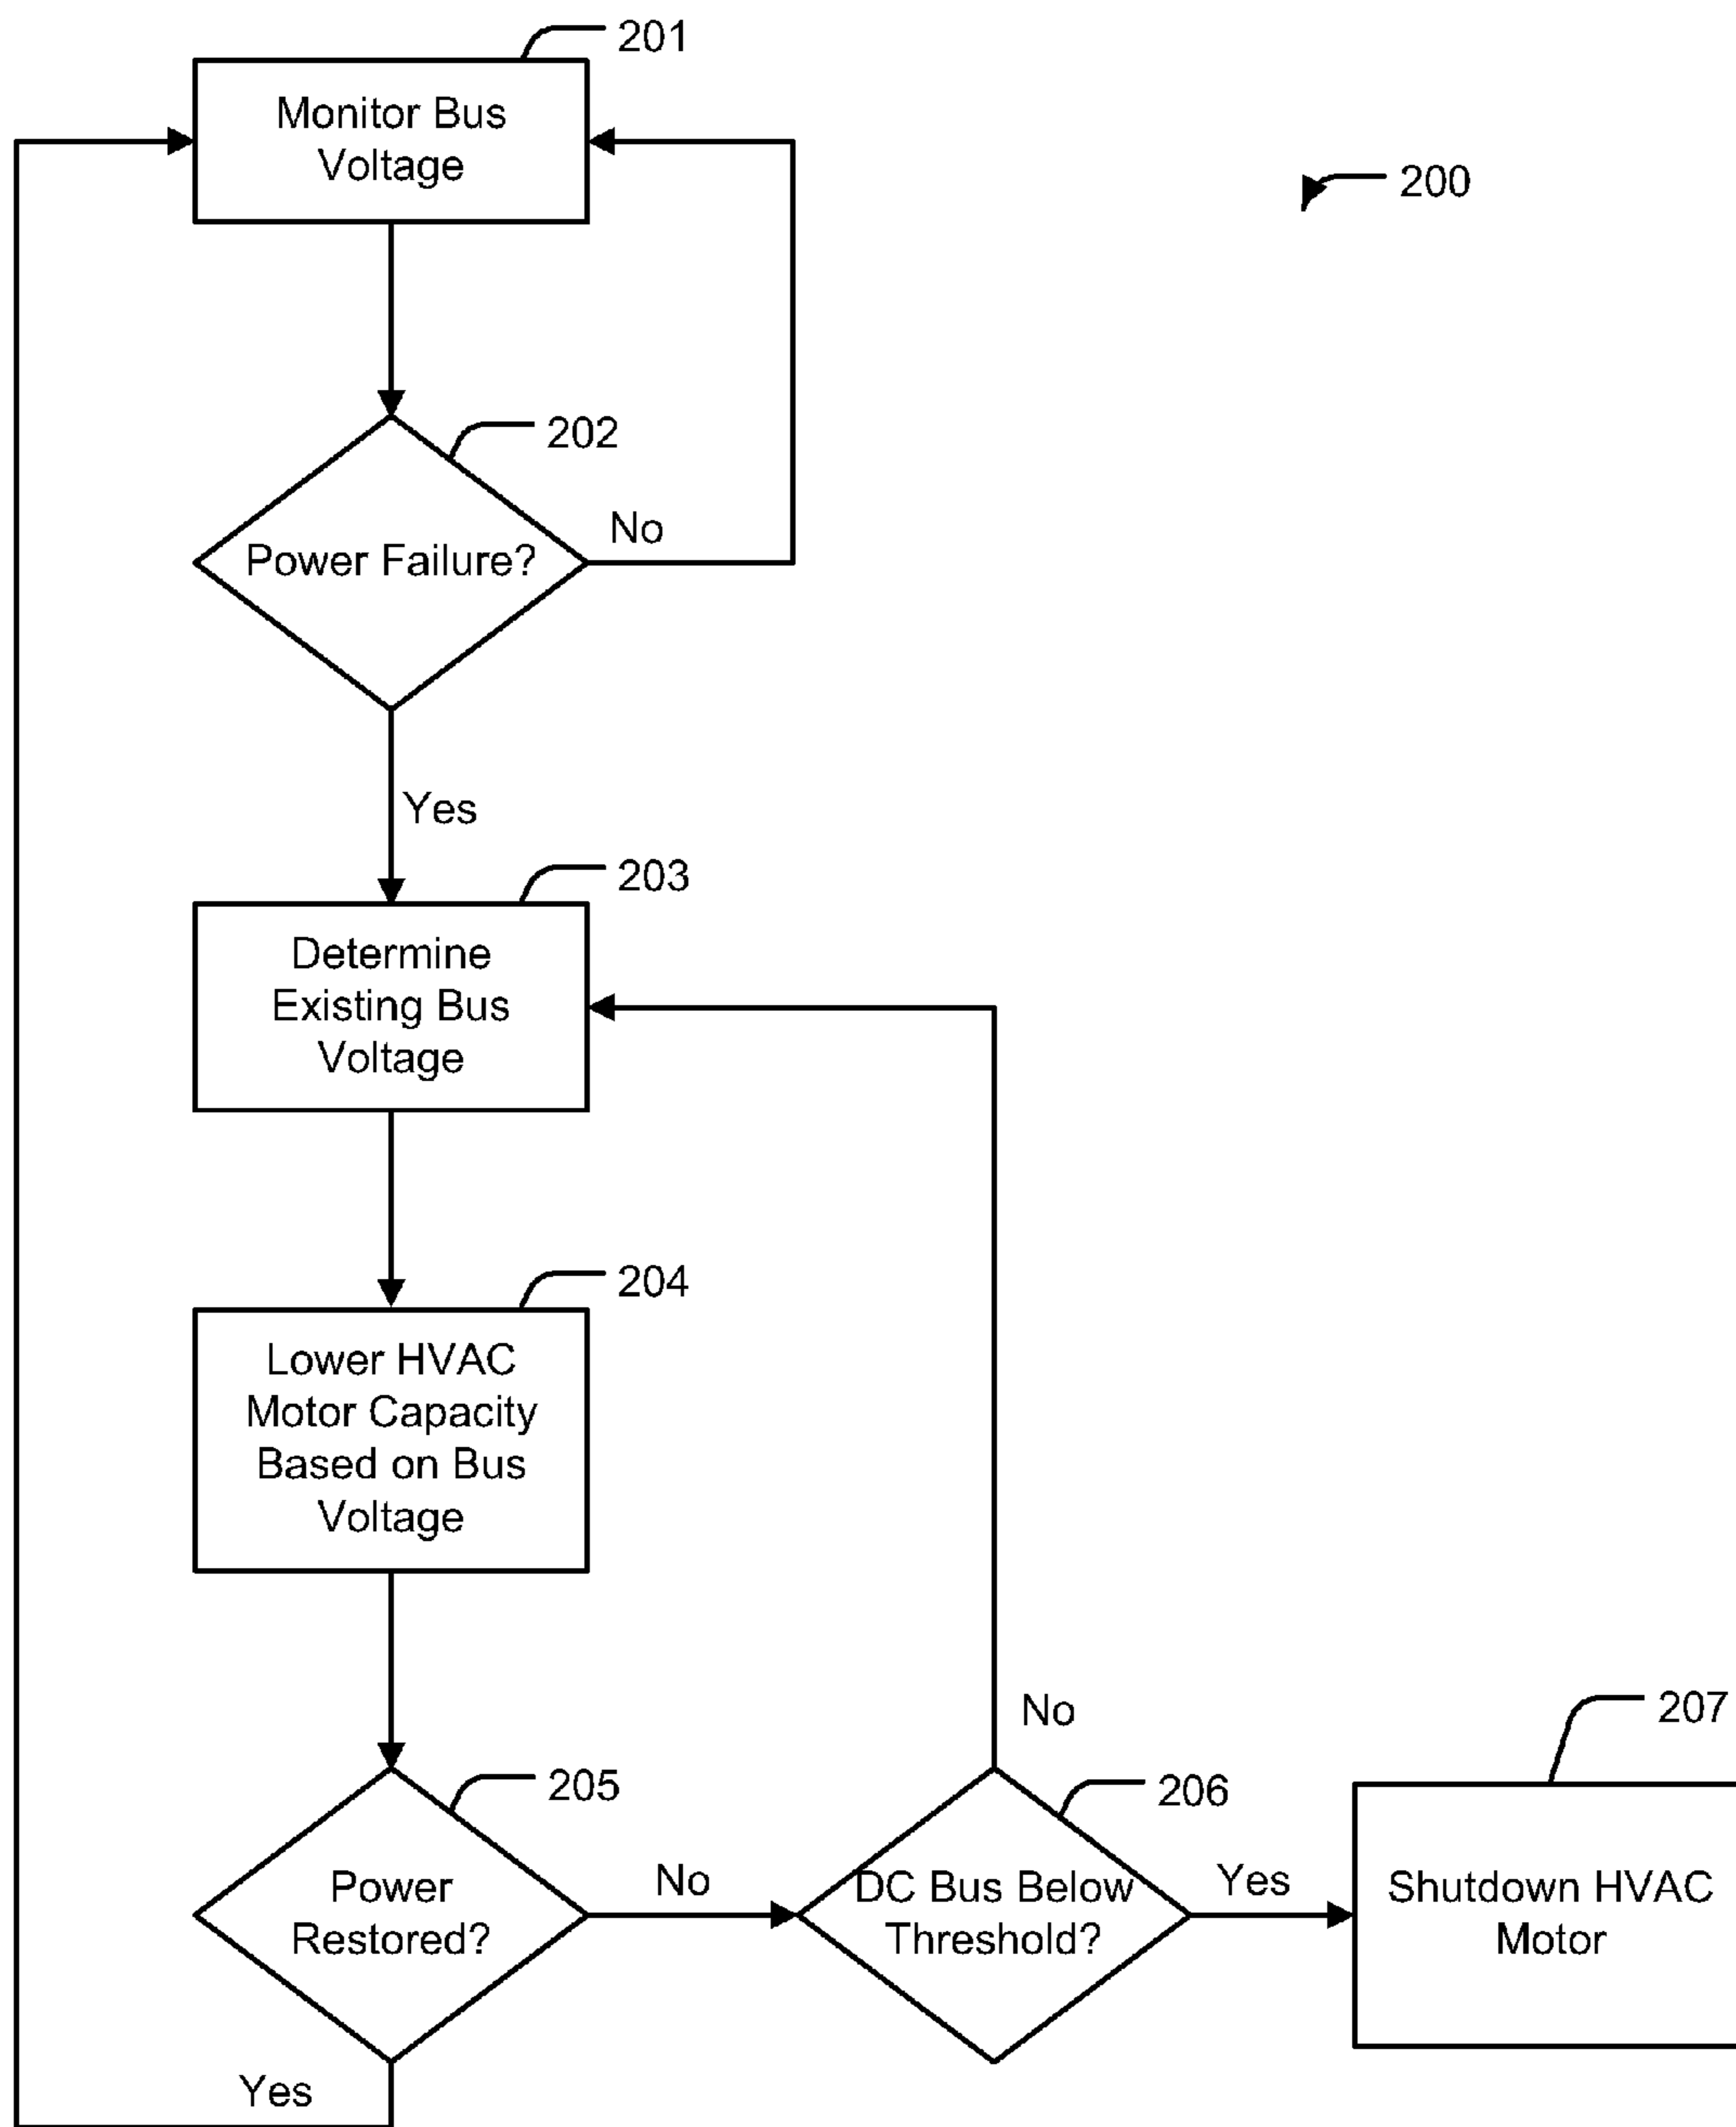 201
Monitor Bus
Voltage
200
202
Power Failure?
No
Yes
203
Determine
Existing Bus
Voltage
204
Lower HVAC
Motor Capacity
Based on Bus
Voltage
205
Power
Restored?
No
Yes
206
DC Bus Below
Threshold?
No
Yes
207
Shutdown HVAC
Motor